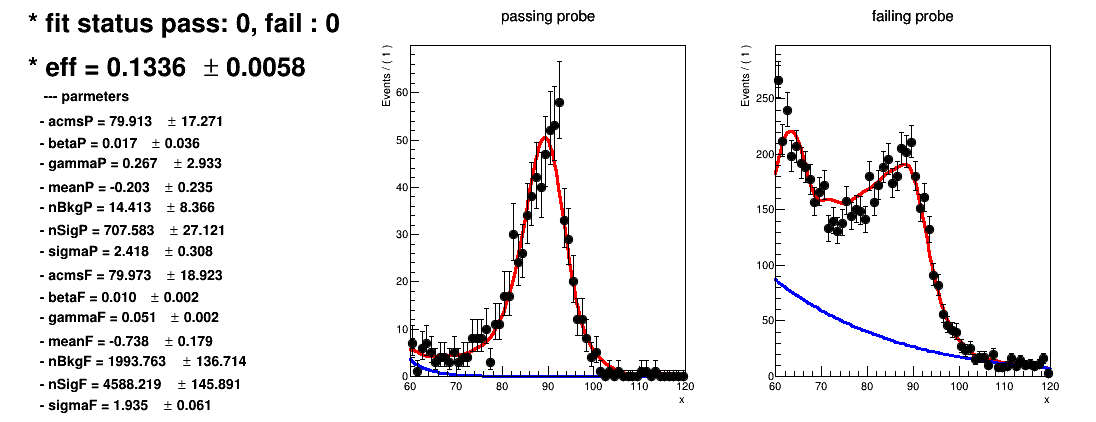 * fit status pass: 0, fail : 0
* eff = 0.1336 ± 0.0058
--- parmeters
- acmsP = 79.913 ± 17.271
- betaP = 0.017 ± 0.036
- gammaP = 0.267 ± 2.933
- meanP = -0.203 ± 0.235
- nBkgP = 14.413 ± 8.366
- nSigP = 707.583 ± 27.121
- sigmaP = 2.418 ± 0.308
- acmsF = 79.973 ± 18.923
- betaF = 0.010 ± 0.002
- gammaF = 0.051 ± 0.002
- meanF = -0.738 ± 0.179
- nBkgF = 1993.763 ± 136.714
- nSigF = 4588.219 ± 145.891
- sigmaF = 1.935 ± 0.061
passing probe
Events / ( 1 )
60
50
40
30
20
10
0
60 70 80 90 100 110 120
x
failing probe
Events / ( 1 )
250
200
150
100
50
0
60 70 80 90 100 110 120
x